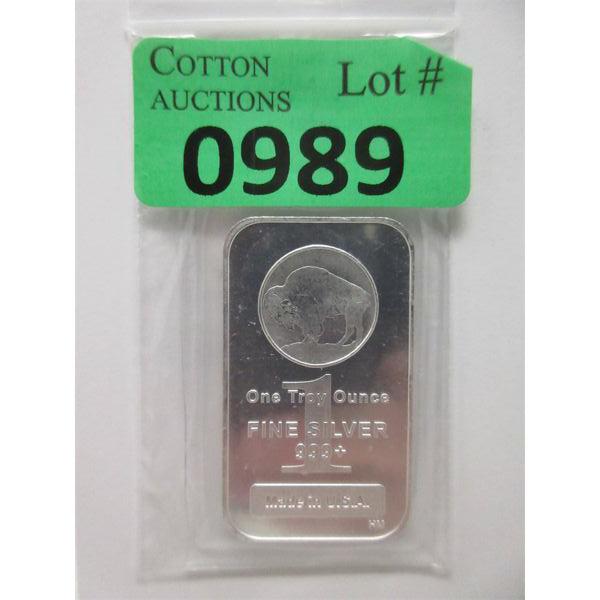 COTTON AUCTIONS
Lot #
0989
1
One Troy Ounce
FINE SILVER
999+
Made in U.S.A.
HM